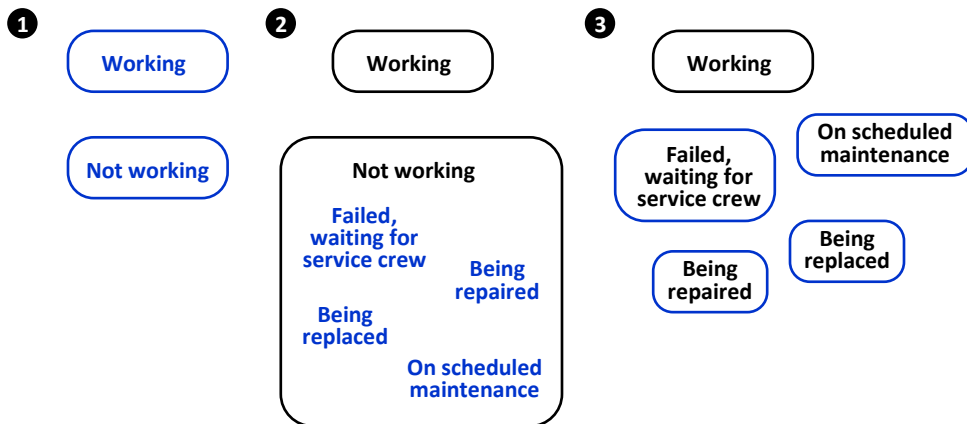 1
Working
Not working
2
Working
Not working
Failed,
waiting for
service crew
Being
repaired
Being
replaced
On scheduled
maintenance
3
Working
On scheduled
maintenance
Failed,
waiting for
service crew
Being
replaced
Being
repaired